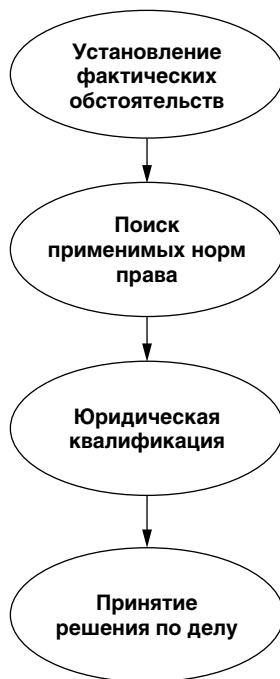 Установление
фактических
обстоятельств
Поиск
применимых норм
права
Юридическая
квалификация
Принятие
решения по делу